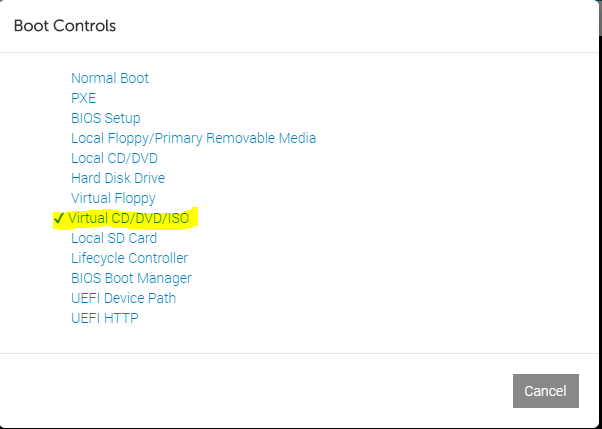 Boot Controls
Normal Boot
PXE
BIOS Setup
Local Floppy/Primary Removable Media
Local CD/DVD
Hard Disk Drive
Virtual Floppy
✓ Virtual CD/DVD/ISO
Local SD Card
Lifecycle Controller
BIOS Boot Manager
UEFI Device Path
UEFI HTTP
Cancel